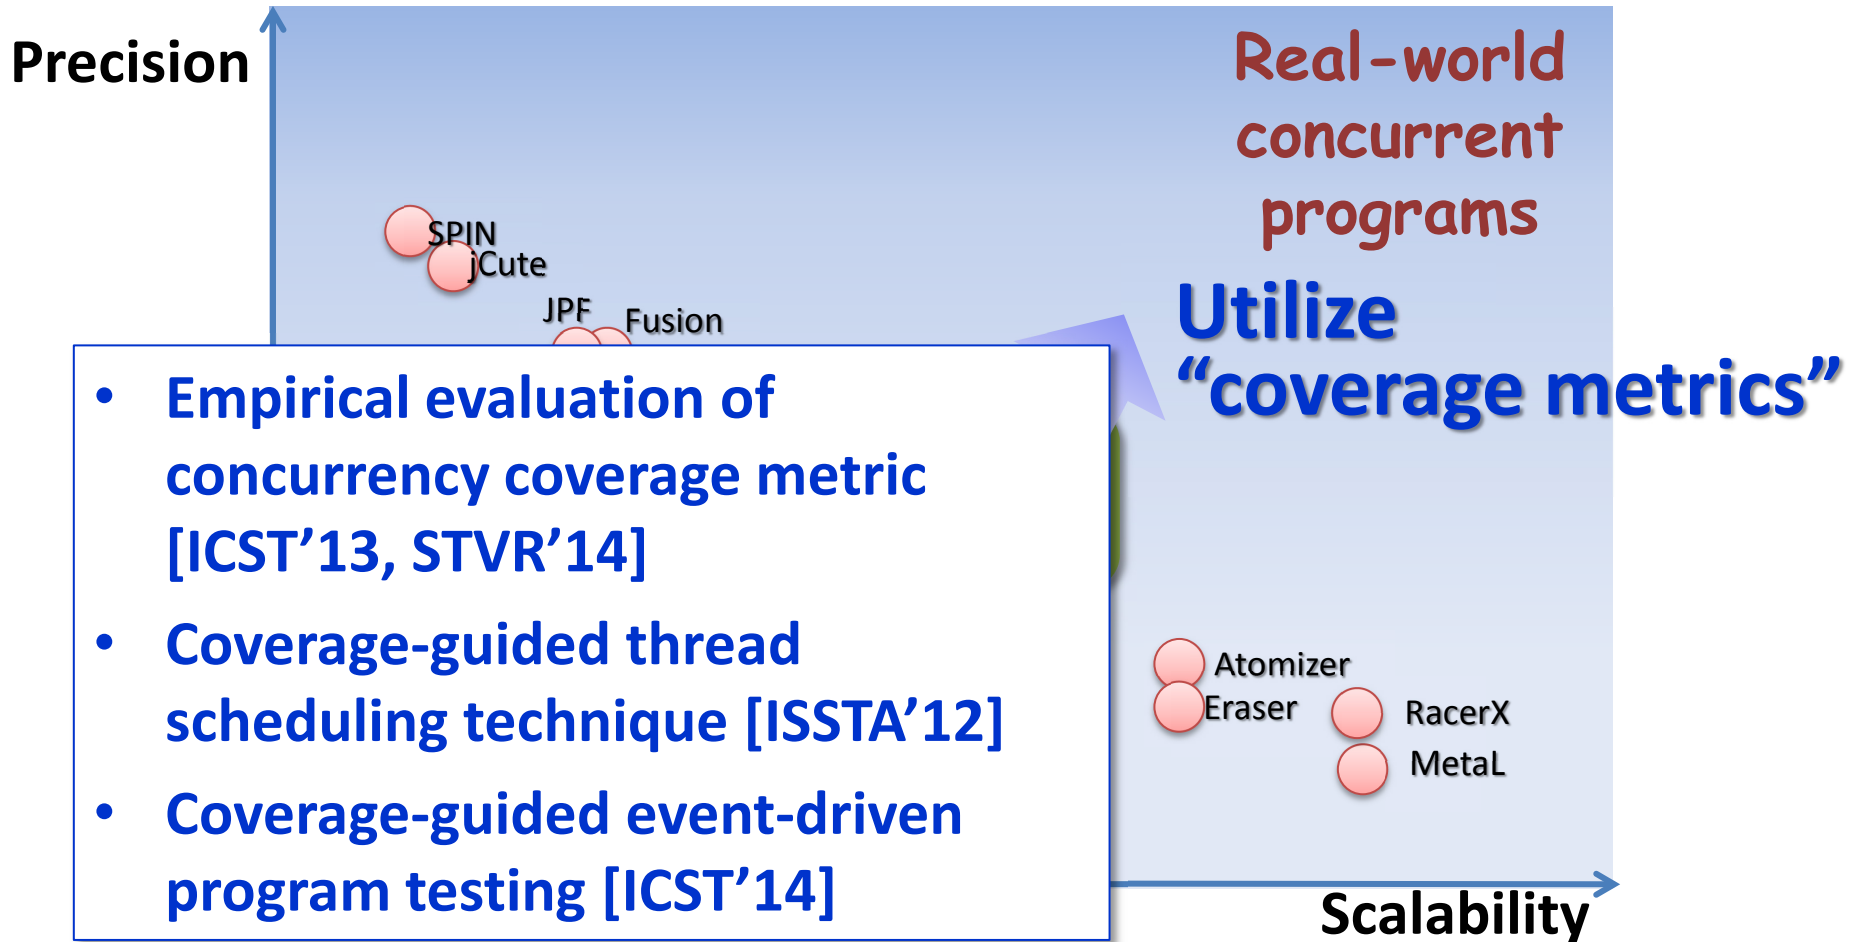 Precision
Real-world
concurrent
programs
SPIN
jCute
JPF
Fusion
Utilize
“coverage metrics”
• Empirical evaluation of
concurrency coverage metric
[ICST’13, STVR’14]
• Coverage-guided thread
scheduling technique [ISSTA’12]
• Coverage-guided event-driven
program testing [ICST’14]
Atomizer
Eraser
RacerX
MetaL
Scalability